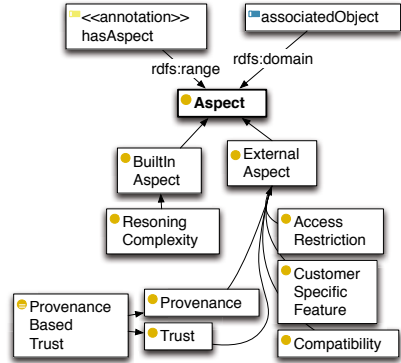 <<annotation>>
hasAspect
associatedObject
rdfs:range
rdfs:domain
Aspect
BuiltIn
Aspect
External
Aspect
Resoning
Complexity
Access
Restriction
Customer
Specific
Feature
Provenance
Based
Trust
Provenance
Trust
Compatibility